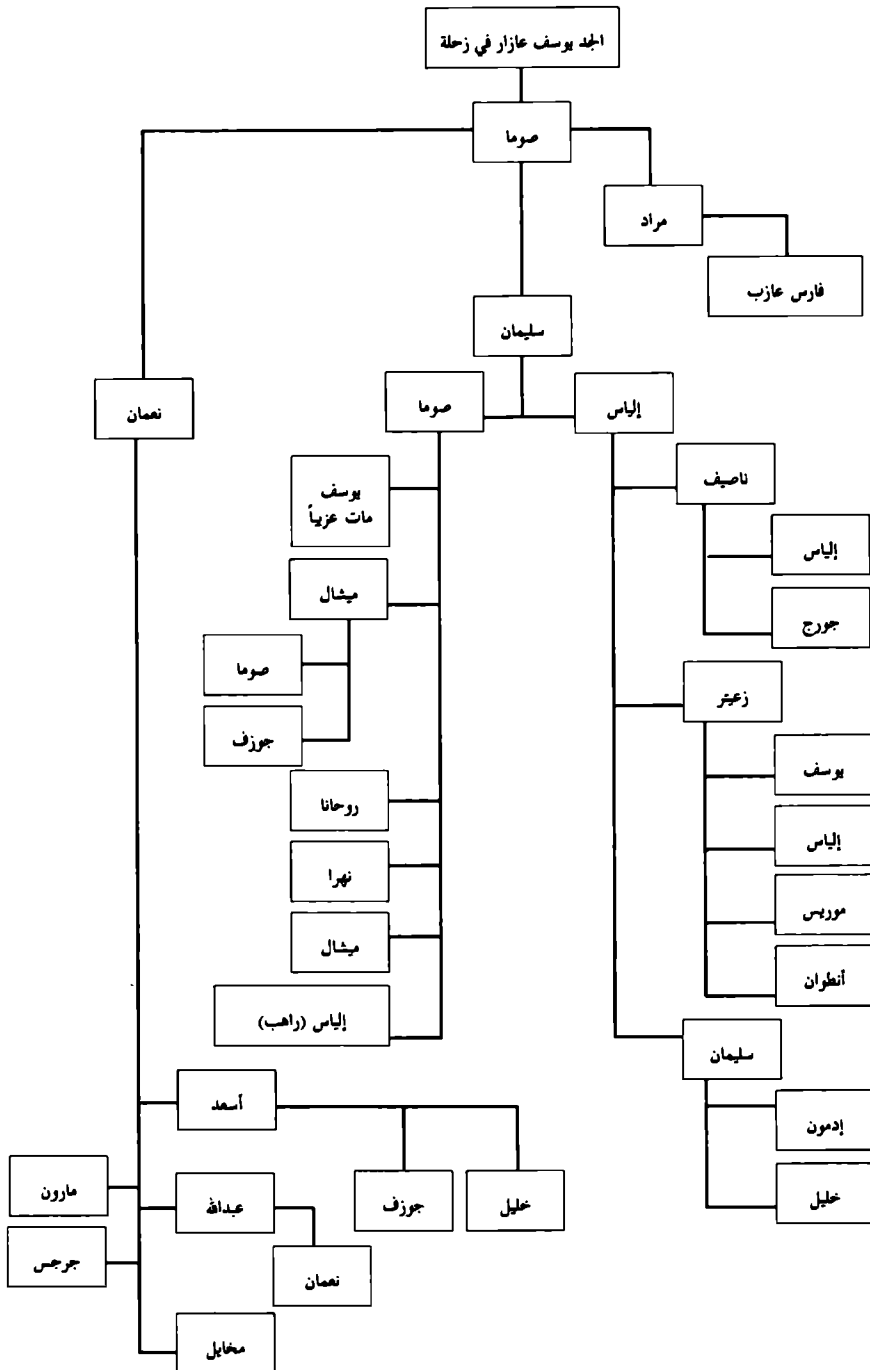 الجد يوسف عازار في زحلة
صوما
مراد
فارس عازب
سليمان
نعمان
إلياس
صوما
ناصيف
إلياس
جورج
زعيتر
يوسف
إلياس
موريس
أنطوان
سليمان
إدمون
خليل
يوسف
مات عزيباً
ميشال
صوما
جوزف
روحانا
نهرا
ميشال
إلياس (راهب)
أسعد
خليل
جوزف
مارون
عبدالله
نعمان
جرجس
مخايل